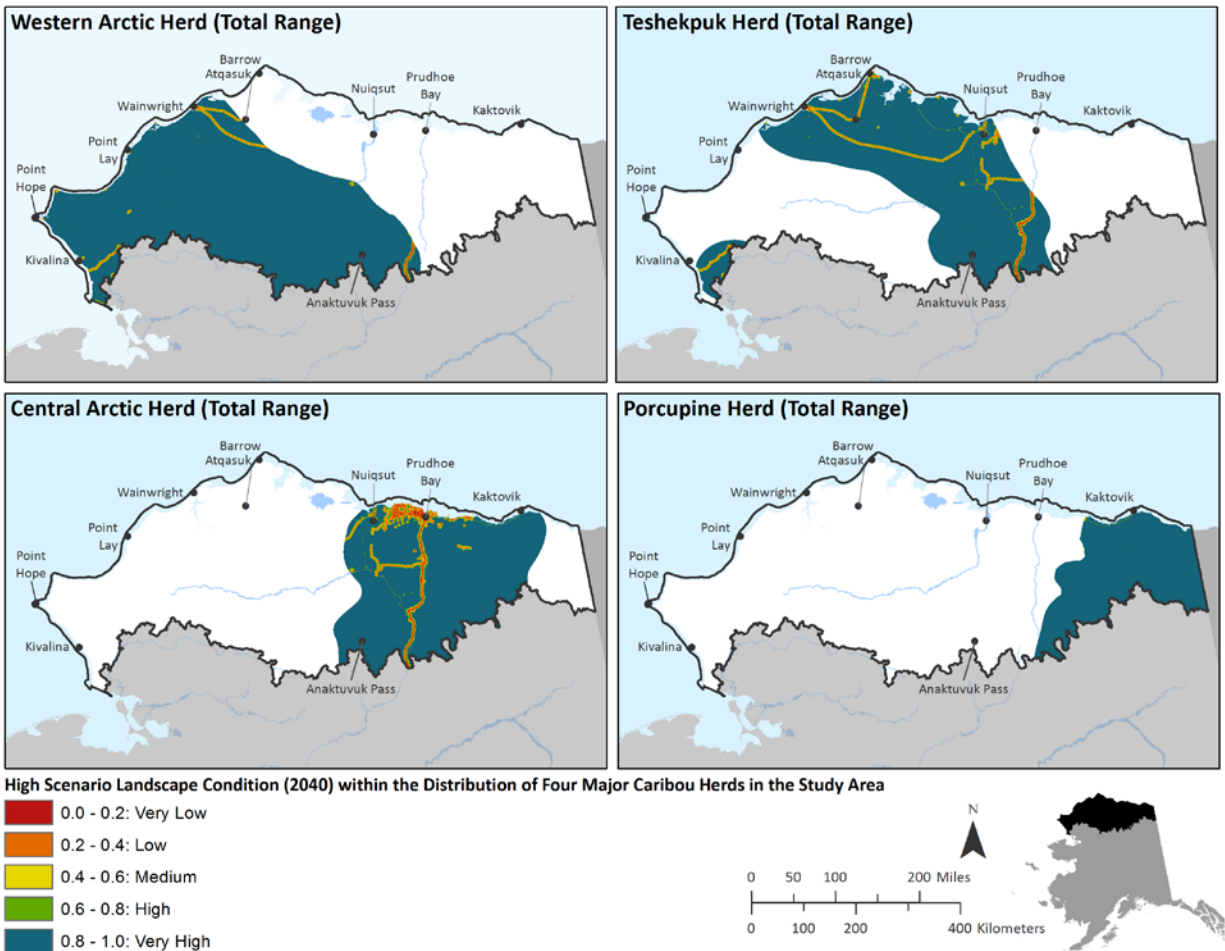 Western Arctic Herd (Total Range)
Barrow
Atqasuk
Wainwright
Nuiqsut
Prudhoe
Bay
Kaktovik
Point
Lay
Point
Hope
Kivalina
Anaktuvuk Pass
Teshekpuk Herd (Total Range)
Barrow
Atqasuk
Wainwright
Nuiqsut
Prudhoe
Bay
Kaktovik
Point
Lay
Point
Hope
Kivalina
Anaktuvuk Pass
Central Arctic Herd (Total Range)
Barrow
Atqasuk
Wainwright
Nuiqsut
Prudhoe
Bay
Kaktovik
Point
Lay
Point
Hope
Kivalina
Anaktuvuk Pass
Porcupine Herd (Total Range)
Barrow
Atqasuk
Wainwright
Nuiqsut
Prudhoe
Bay
Kaktovik
Point
Lay
Point
Hope
Kivalina
Anaktuvuk Pass
High Scenario Landscape Condition (2040) within the Distribution of Four Major Caribou Herds in the Study Area
0.0 - 0.2: Very Low
0.2 - 0.4: Low
0.4 - 0.6: Medium
0.6 - 0.8: High
0.8 - 1.0: Very High
N
0 50 100 200 Miles
0 100 200 400 Kilometers